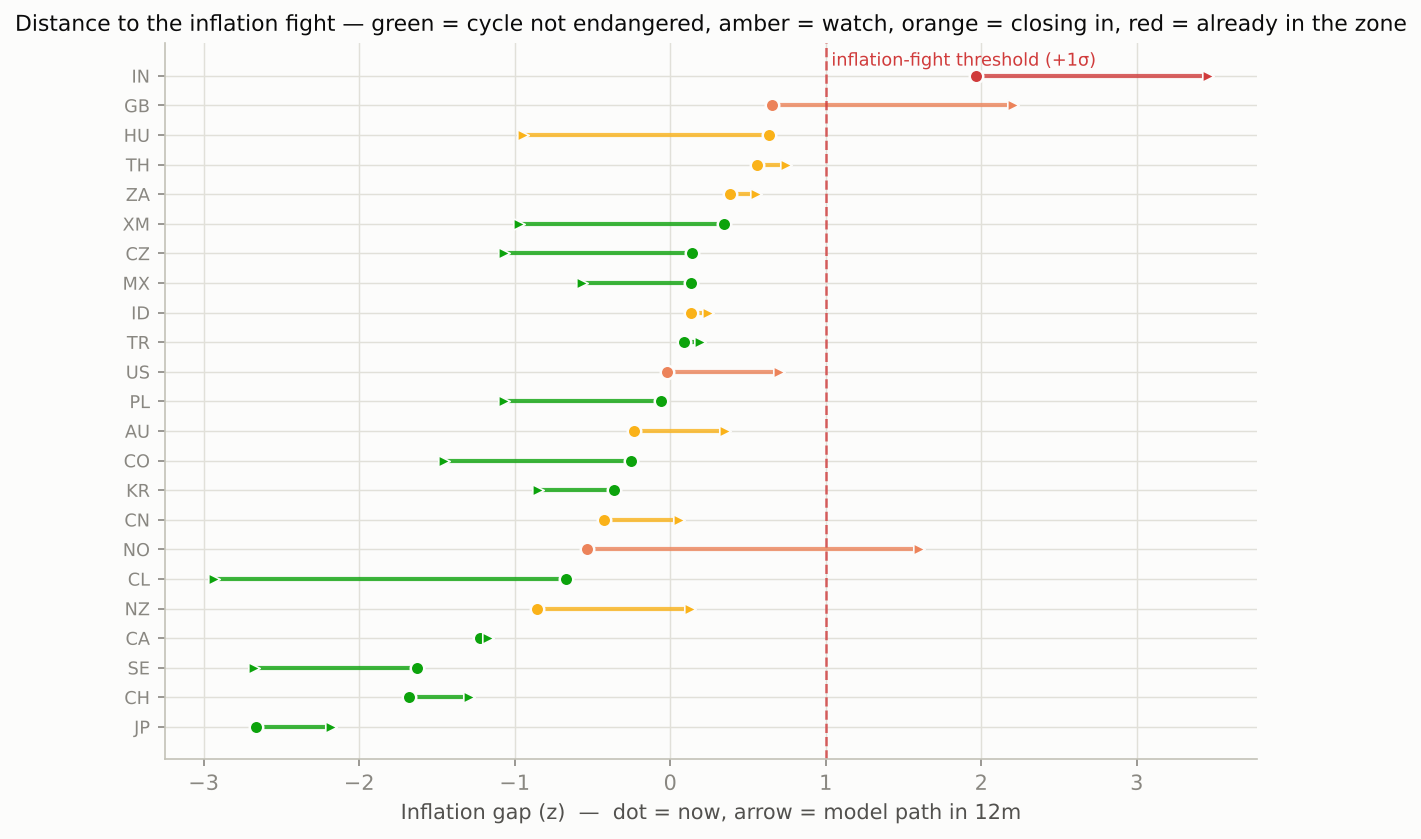 Distance to the inflation fight — green = cycle not endangered, amber = watch, orange = closing in, red = already in the zone
inflation-fight threshold (+1σ)
IN
GB
HU
TH
ZA
XM
CZ
MX
ID
TR
US
PL
AU
CO
KR
CN
NO
CL
NZ
CA
SE
CH
JP
−3 −2 −1 0 1 2 3
Inflation gap (z) — dot = now, arrow = model path in 12m